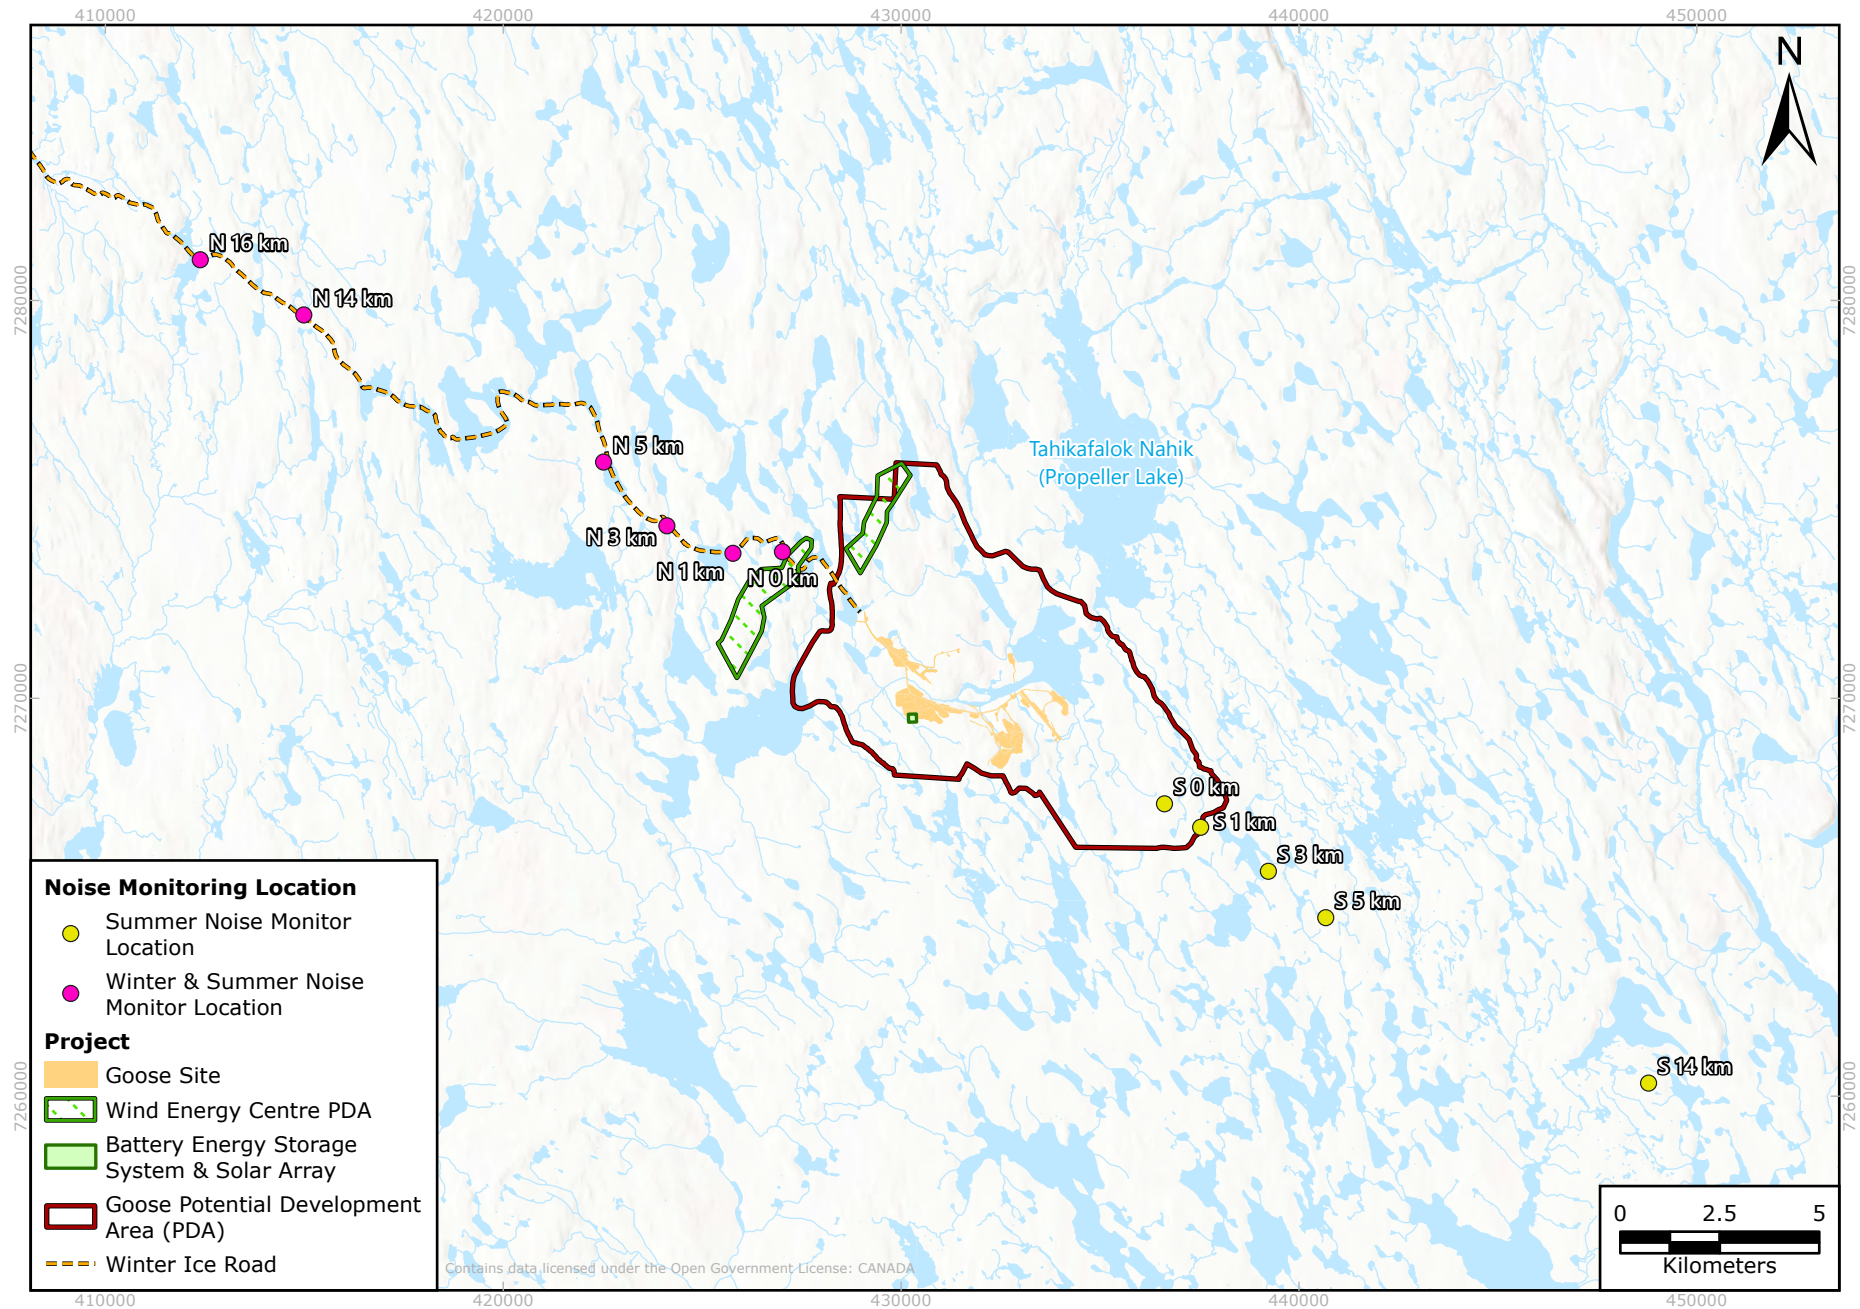 410000
420000
430000
440000
450000
N
N 16 km
7280000
7280000
N 14 km
N 5 km
Tahikafalok Nahik
(Propeller Lake)
N 3 km
N 1 km
N 0 km
7270000
7270000
S 0 km
S 1 km
S 3 km
S 5 km
S 14 km
7260000
7260000
Noise Monitoring Location
Summer Noise Monitor
Location
Winter & Summer Noise
Monitor Location
Project
Goose Site
Wind Energy Centre PDA
Battery Energy Storage
System & Solar Array
Goose Potential Development
Area (PDA)
Winter Ice Road
Contains data licensed under the Open Government License: CANADA
0 2.5 5
Kilometers
410000
420000
430000
440000
450000